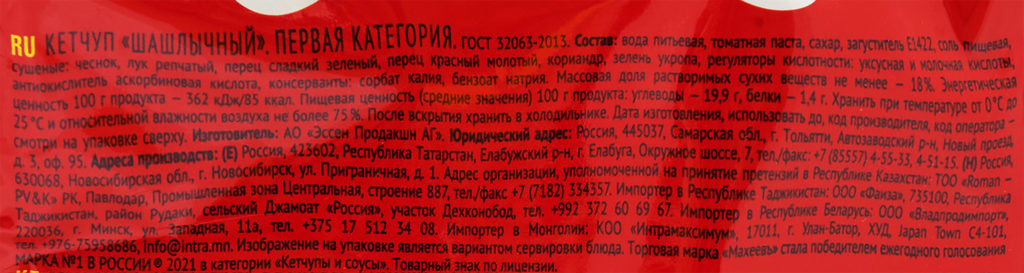 RU КЕТЧУП «ШАШЛЫЧНЫЙ». ПЕРВАЯ КАТЕГОРИЯ. ГОСТ 32063-2013. Состав: вода питьевая, томатная паста, сахар, загуститель Е1422, соль пищевая,
сушеные: чеснок, лук репчатый, перец сладкий зеленый, перец красный молотый, кориандр, зелень укропа, регуляторы кислотности: уксусная и молочная кислоты,
антиокислитель аскорбиновая кислота, консерванты: сорбат калия, бензоат натрия. Массовая доля растворимых сухих веществ не менее – 18%. Энергетическая
ценность 100 г продукта – 362 кДж/85 ккал. Пищевая ценность (средние значения) 100 г продукта: углеводы – 19,9 г, белки – 1,4 г. Хранить при температуре от 0°С до
25°С и относительной влажности воздуха не более 75%. После вскрытия хранить в холодильнике. Дата изготовления, использовать до, код производителя, код оператора –
смотри на упаковке сверху. Изготовитель: АО «Эссен Продакшн АГ». Юридический адрес: Россия, 445037, Самарская обл., г. Тольятти, Автозаводский р-н, Новый проезд,
д. 3, оф. 95. Адреса производств: (Е) Россия, 423602, Республика Татарстан, Елабужский р-н, г. Елабуга, Окружное шоссе, 7, тел./факс: +7 (85557) 4-55-33, 4-51-15. (Н) Россия,
630068, Новосибирская обл., г. Новосибирск, ул. Приграничная, д. 1. Адрес организации, уполномоченной на принятие претензий в Республике Казахстан: ТОО «Roman –
PV&K» РК, Павлодар, Промышленная зона Центральная, строение 887, тел./факс +7 (7182) 334357. Импортер в Республике Таджикистан: ООО «Фаиза», 735100, Республика
Таджикистан, район Рудаки, сельский Джамоат «Россия», участок Дехконобод, тел. +992 372 60 69 67. Импортер в Республике Беларусь: ООО «Владпродимпорт»,
220036, г. Минск, ул. Западная, 11а, тел. +375 17 512 34 08. Импортер в Монголии: КОО «Интрамаксимум», 17011, г. Улан-Батор, ХУД, Japan Town C4-101,
тел. +976-75958686, info@intra.mn. Изображение на упаковке является вариантом сервировки блюда. Торговая марка «Махеевъ» стала победителем ежегодного голосования
МАРКА №1 В РОССИИ® 2021 в категории «Кетчупы и соусы». Товарный знак по лицензии.